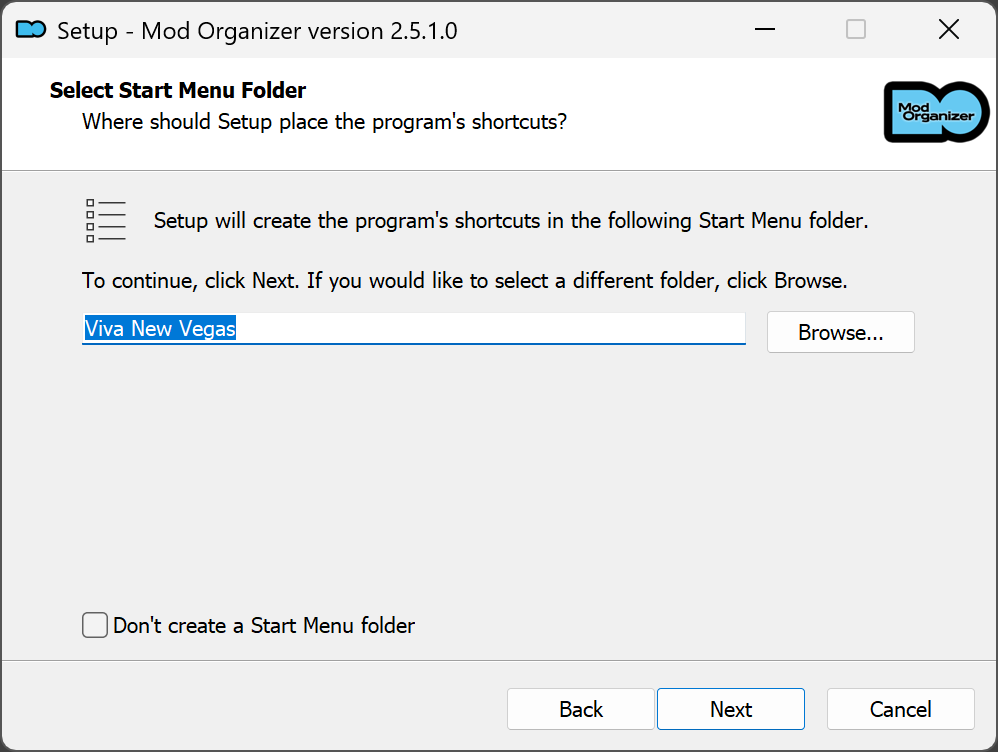 Setup - Mod Organizer version 2.5.1.0
Select Start Menu Folder
Where should Setup place the program's shortcuts?
Mod
Organizer
Setup will create the program's shortcuts in the following Start Menu folder.
To continue, click Next. If you would like to select a different folder, click Browse.
Viva New Vegas
Browse...
Don't create a Start Menu folder
Back
Next
Cancel